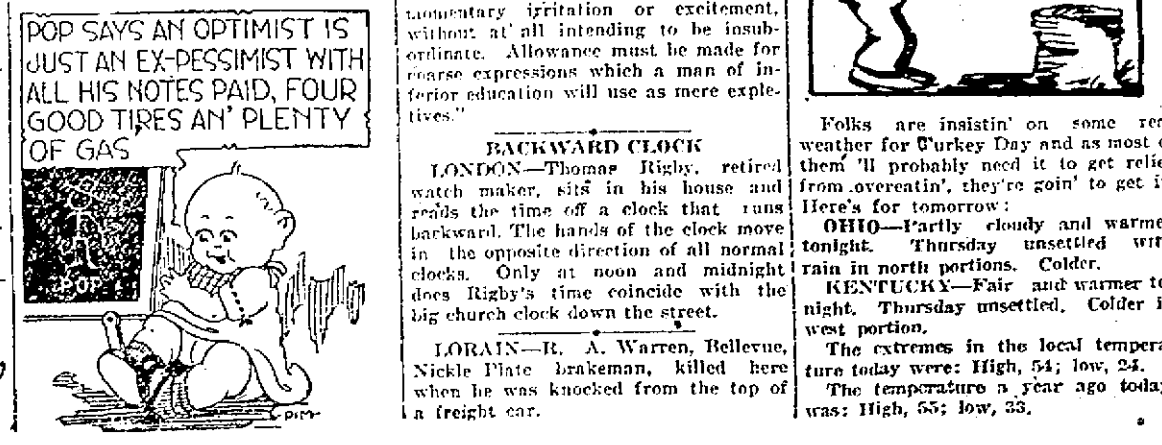 POP SAYS AN OPTIMIST IS
JUST AN EX-PESSIMIST WITH
ALL HIS NOTES PAID, FOUR
GOOD TIRES AN' PLENTY
OF GAS
POP
DIM
momentary irritation or excitement,
without at all intending to be insub-
ordinate. Allowance must be made for
coarse expressions which a man of in-
ferior education will use as mere exple-
tives."
BACKWARD CLOCK
LONDON—Thomas Rigby, retired
watch maker, sits in his house and
reads the time off a clock that runs
backward. The hands of the clock move
in the opposite direction of all normal
clocks. Only at noon and midnight
does Rigby's time coincide with the
big church clock down the street.
LORAIN—R. A. Warren, Bellevue,
Nickle Plate brakeman, killed here
when he was knocked from the top of
a freight car.
Folks are insistin' on some
weather for Turkey Day and as most
them 'll probably need it to get
from overeatin', they're goin' to get
Here's for tomorrow:
OHIO—Partly cloudy and
tonight. Thursday unsettled
rain in north portions. Colder.
KENTUCKY—Fair and warmer
night. Thursday unsettled. Colder
west portion.
The extremes in the local tempera
ture today were: High, 54; low, 24.
The temperature a year ago today
was: High, 55; low, 33.